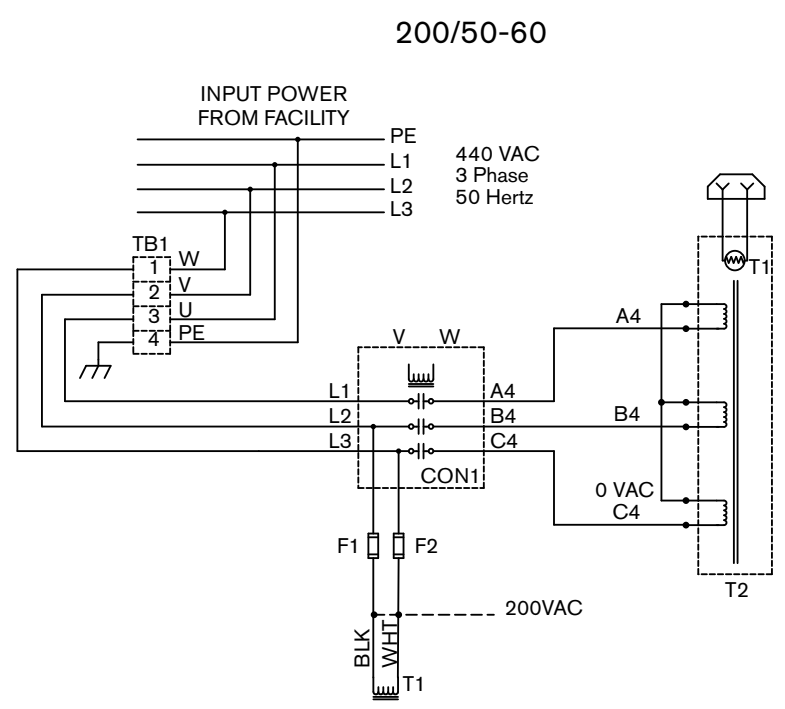 200/50-60
INPUT POWER
FROM FACILITY
PE
L1
L2
L3
440 VAC
3 Phase
50 Hertz
TB1
1 W
2 V
3 U
4 PE
T1
A4
V W
L1 A4
L2 B4 B4
L3 C4
CON1
0 VAC
C4
F1 F2
T2
200VAC
BLK
WHT
T1